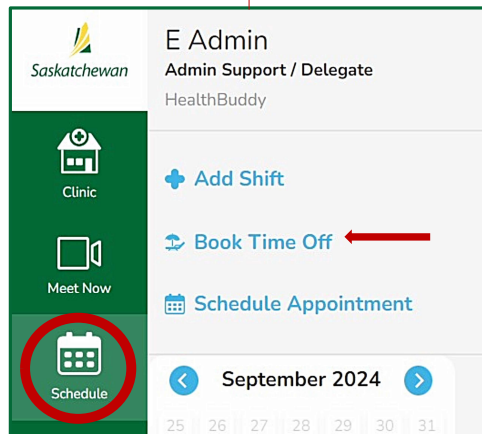 Saskatchewan
E Admin
Admin Support / Delegate
HealthBuddy
Clinic
Meet Now
Schedule
Add Shift
Book Time Off
Schedule Appointment
September 2024
25 26 27 28 29 30 31